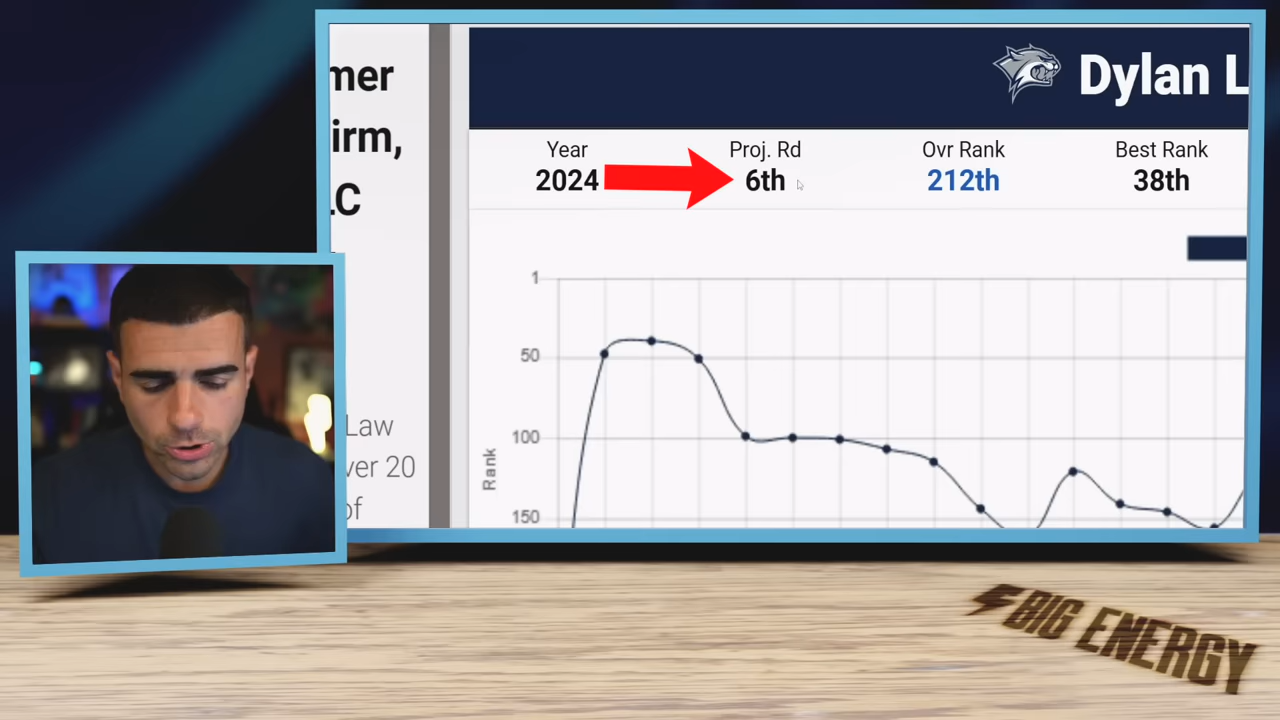 mer
irm,
LC
Law
ver 20
of
Dylan L
Year
2024
Proj. Rd
6th
Ovr Rank
212th
Best Rank
38th
1
50
100
150
Rank
BIG ENERGY